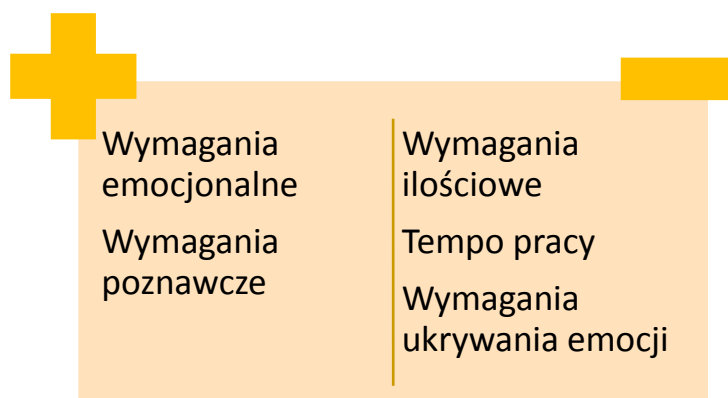 Wymagania
emocjonalne
Wymagania
poznawcze
Wymagania
ilościowe
Tempo pracy
Wymagania
ukrywania emocji